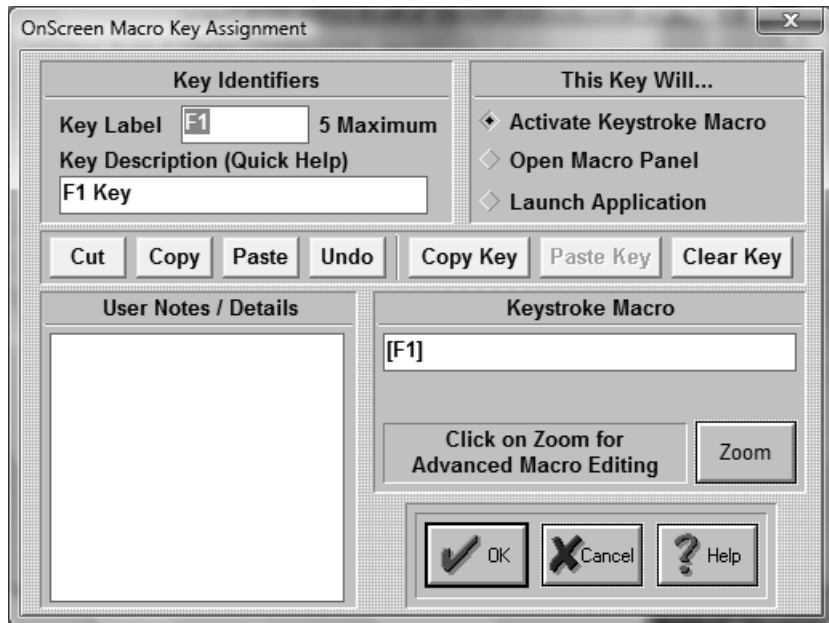 OnScreen Macro Key Assignment
x
Key Identifiers
Key Label F1 5 Maximum
Key Description (Quick Help)
F1 Key
This Key Will...
Activate Keystroke Macro
Open Macro Panel
Launch Application
Cut Copy Paste Undo Copy Key Paste Key Clear Key
User Notes / Details
Keystroke Macro
[F1]
Click on Zoom for
Advanced Macro Editing
Zoom
OK Cancel ? Help